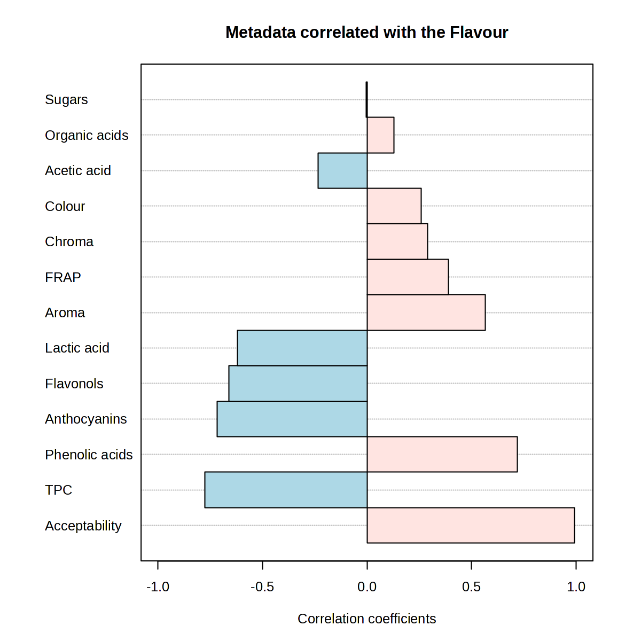 Metadata correlated with the Flavour
Sugars
Organic acids
Acetic acid
Colour
Chroma
FRAP
Aroma
Lactic acid
Flavonols
Anthocyanins
Phenolic acids
TPC
Acceptability
-1.0 -0.5 0.0 0.5 1.0
Correlation coefficients